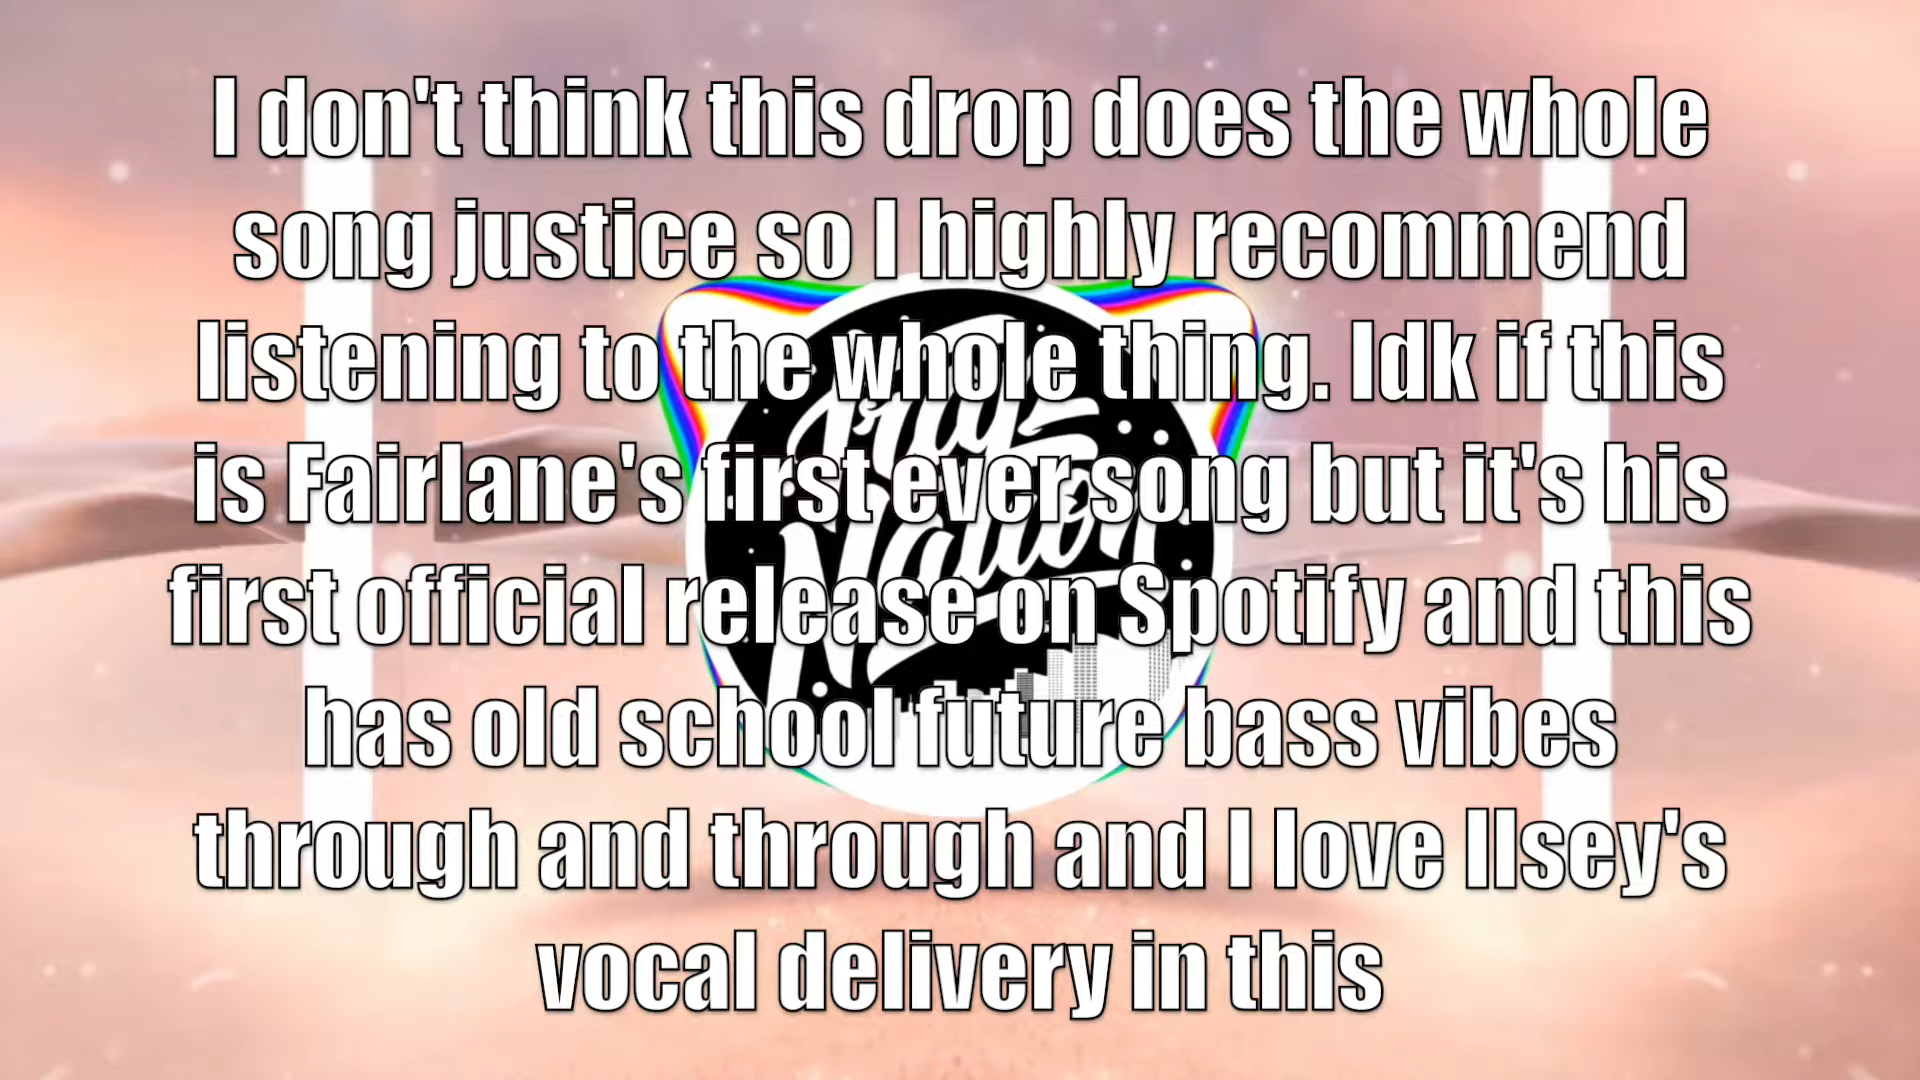 I don't think this drop does the whole
song justice so I highly recommend
listening to the whole thing. Idk if this
is Fairlane's first ever song but it's his
first official release on Spotify and this
has old school future bass vibes
through and through and I love Ilsey's
vocal delivery in this
Trap
Nation